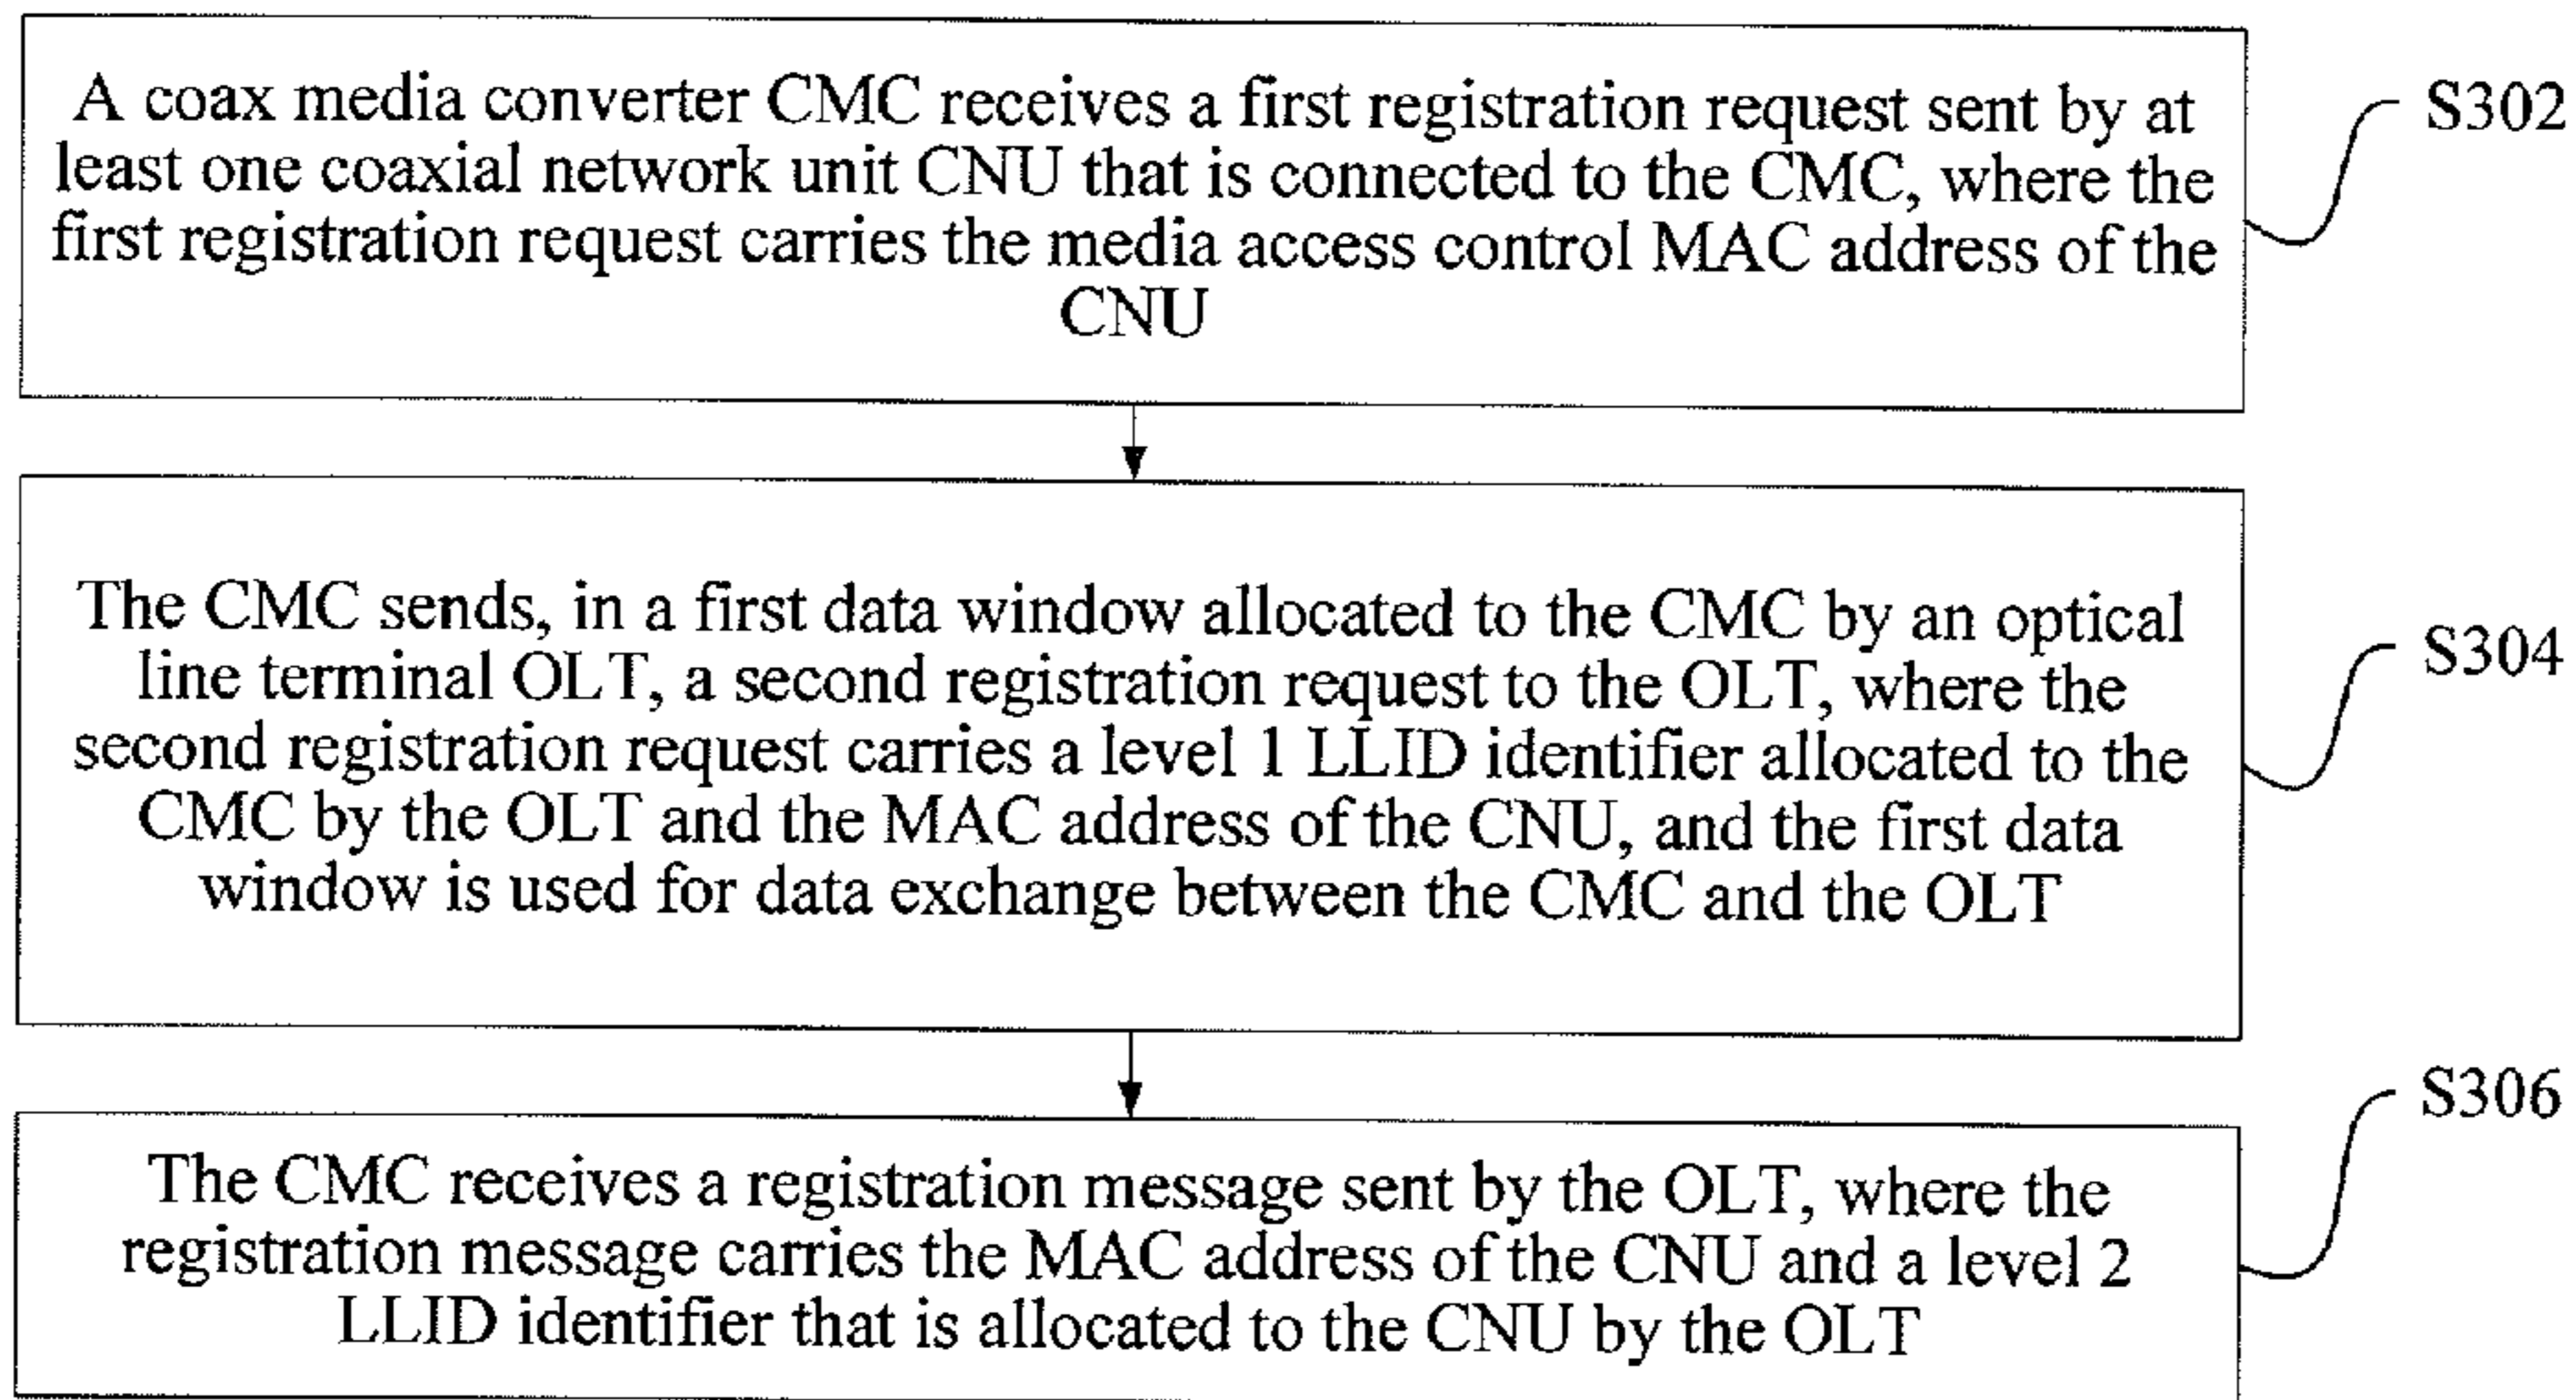 A coax media converter CMC receives a first registration request sent by at
least one coaxial network unit CNU that is connected to the CMC, where the
first registration request carries the media access control MAC address of the
CNU
S302
The CMC sends, in a first data window allocated to the CMC by an optical
line terminal OLT, a second registration request to the OLT, where the
second registration request carries a level 1 LLID identifier allocated to the
CMC by the OLT and the MAC address of the CNU, and the first data
window is used for data exchange between the CMC and the OLT
S304
The CMC receives a registration message sent by the OLT, where the
registration message carries the MAC address of the CNU and a level 2
LLID identifier that is allocated to the CNU by the OLT
S306